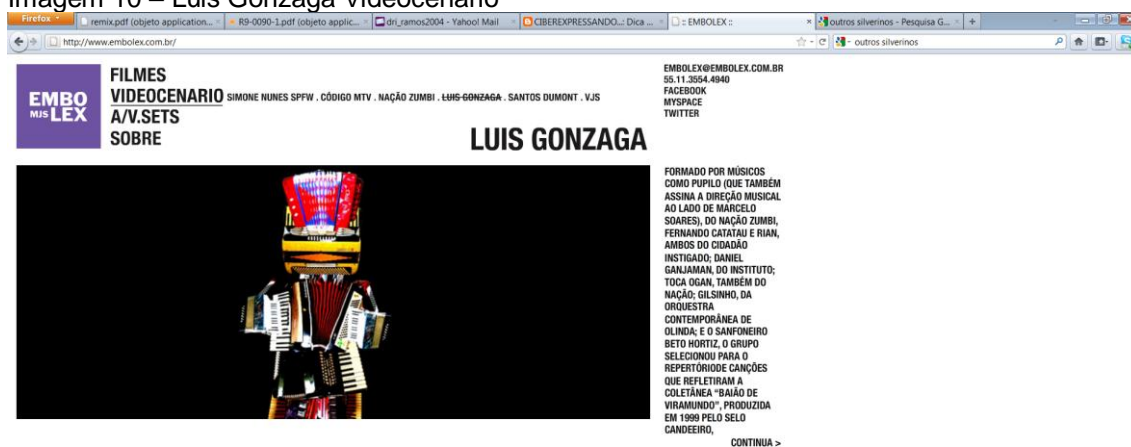 Imagem 10 – Luis Gonzaga Videocenário
Firefox
remix.pdf (objeto application...
R9-0090-1.pdf (objeto applic...
dri_ramos2004 - Yahoo! Mail
CIBEREXPRESSANDO...: Dica ...
:: EMBOLEX ::
outros silverinos - Pesquisa G...
http://www.embolex.com.br/
outros silverinos
EMBO
MJS LEX
FILMES
VIDEOCENARIO SIMONE NUNES SPFW . CÓDIGO MTV . NAÇÃO ZUMBI . LUIS GONZAGA . SANTOS DUMONT . VJS
A/V.SETS
SOBRE
LUIS GONZAGA
EMBOLEX@EMBOLEX.COM.BR
55.11.3554.4940
FACEBOOK
MYSPACE
TWITTER
FORMADO POR MÚSICOS
COMO PUPILO (QUE TAMBÉM
ASSINA A DIREÇÃO MUSICAL
AO LADO DE MARCELO
SOARES), DO NAÇÃO ZUMBI,
FERNANDO CATATAU E RIAN,
AMBOS DO CIDADÃO
INSTIGADO; DANIEL
GANJAMAN, DO INSTITUTO;
TOCA OGAN, TAMBÉM DO
NAÇÃO; GILSINHO, DA
ORQUESTRA
CONTEMPORÂNEA DE
OLINDA; E O SANFONEIRO
BETO HORTIZ, O GRUPO
SELECIONOU PARA O
REPERTÓRIODE CANÇÕES
QUE REFLETIRAM A
COLETÂNEA "BAIÃO DE
VIRAMUNDO", PRODUZIDA
EM 1999 PELO SELO
CANDEEIRO,
CONTINUA >